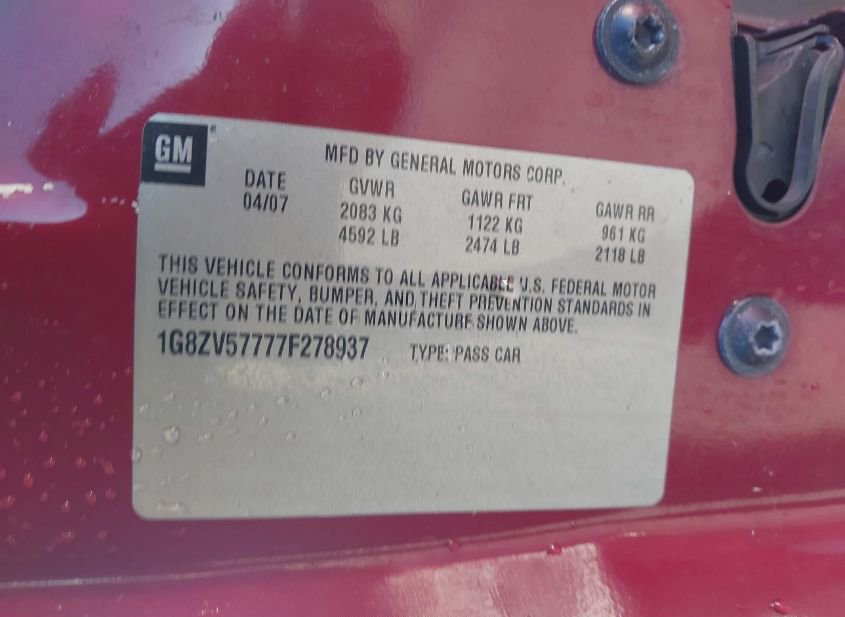 GM
MFD BY GENERAL MOTORS CORP.
DATE GVWR GAWR FRT GAWR RR
04/07 2083 KG 1122 KG 961 KG
4592 LB 2474 LB 2118 LB
THIS VEHICLE CONFORMS TO ALL APPLICABLE U.S. FEDERAL MOTOR
VEHICLE SAFETY, BUMPER, AND THEFT PREVENTION STANDARDS IN
EFFECT ON THE DATE OF MANUFACTURE SHOWN ABOVE.
1G8ZV57777F278937 TYPE: PASS CAR